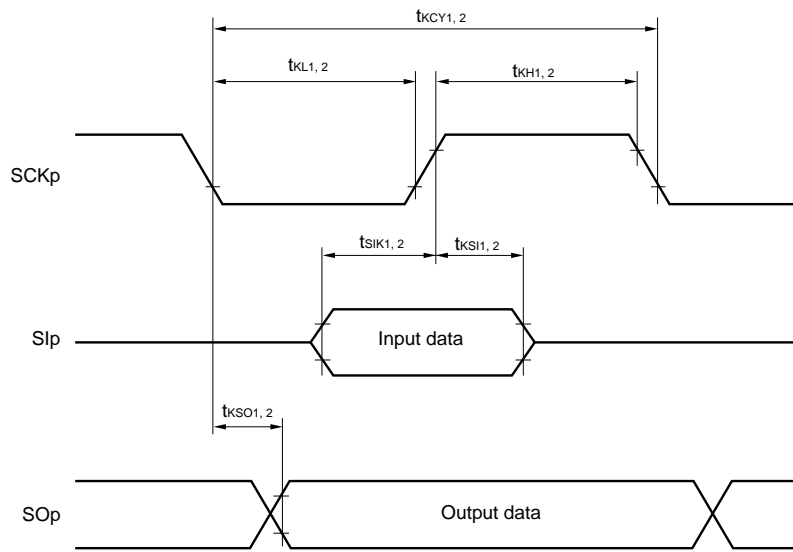 tKCY1, 2
tKL1, 2
tKH1, 2
SCKp
tSIK1, 2
tKSI1, 2
SIp
Input data
tKSO1, 2
SOp
Output data